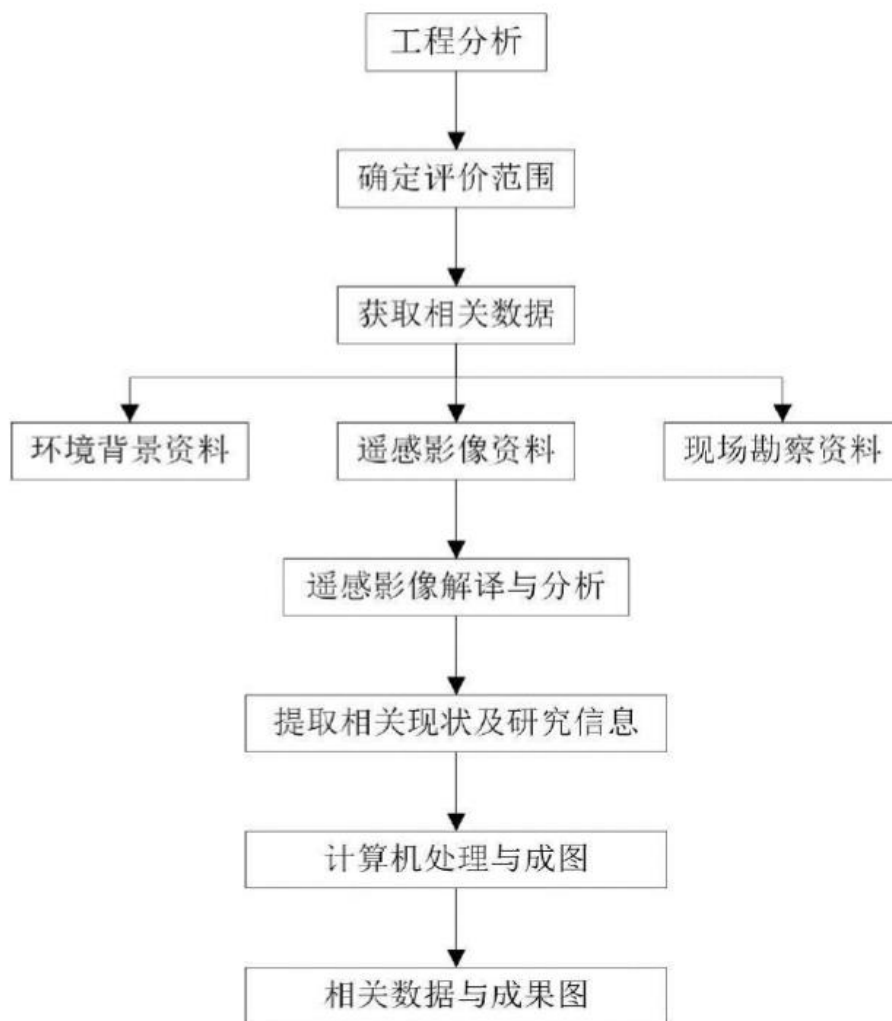 工程分析
确定评价范围
获取相关数据
环境背景资料
遥感影像资料
现场勘察资料
遥感影像解译与分析
提取相关现状及研究信息
计算机处理与成图
相关数据与成果图